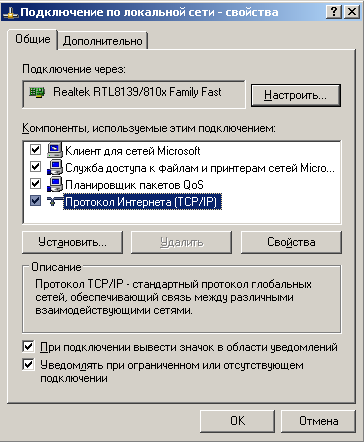 Подключение по локальной сети - свойства
Общие
Дополнительно
Подключение через:
Realtek RTL8139/810x Family Fast
Настроить...
Компоненты, используемые этим подключением:
Клиент для сетей Microsoft
Служба доступа к файлам и принтерам сетей Micro...
Планировщик пакетов QoS
Протокол Интернета (TCP/IP)
Установить...
Удалить
Свойства
Описание
Протокол TCP/IP - стандартный протокол глобальных
сетей, обеспечивающий связь между различными
взаимодействующими сетями.
При подключении вывести значок в области уведомлений
Уведомлять при ограниченном или отсутствующем
подключении
OK
Отмена